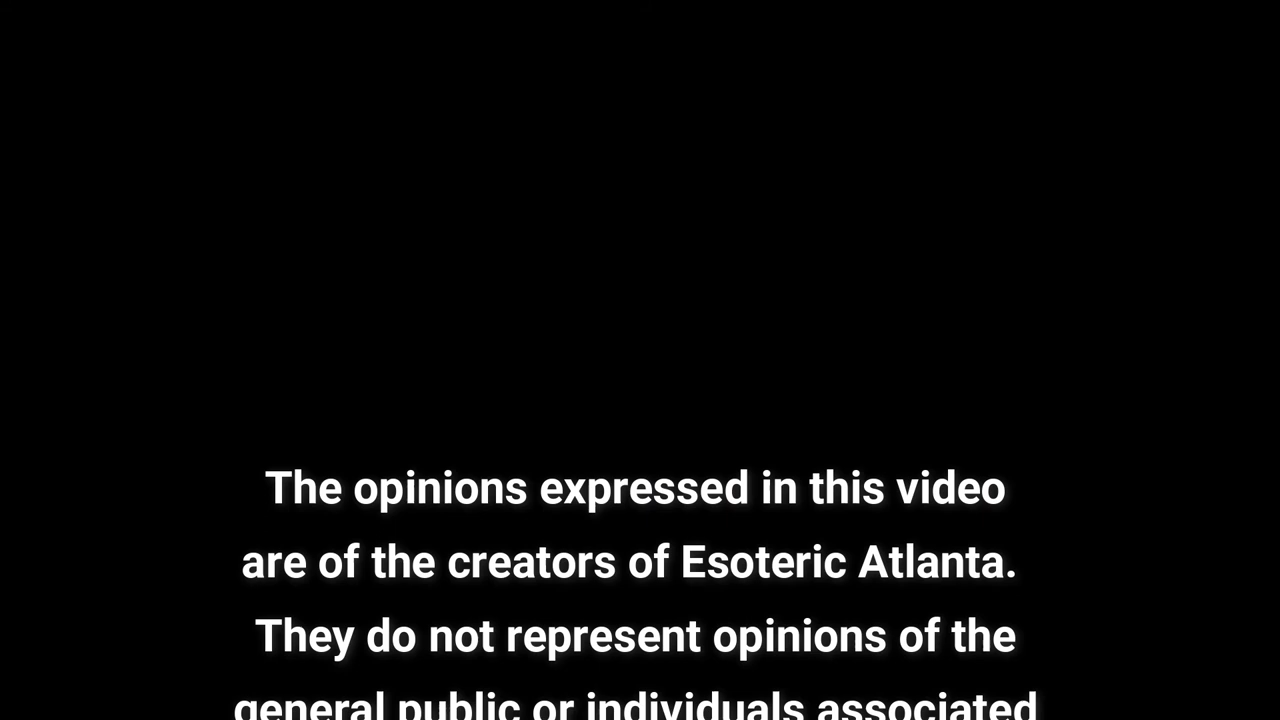 The opinions expressed in this video
are of the creators of Esoteric Atlanta.
They do not represent opinions of the
general public or individuals associated